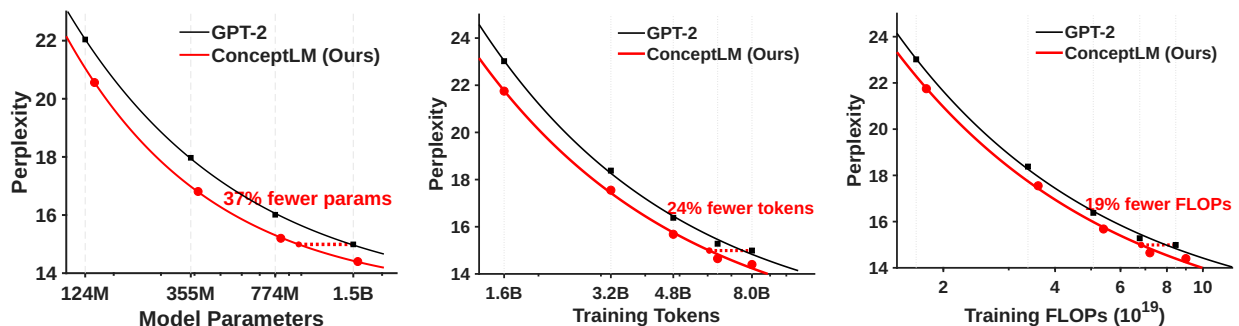 GPT-2
ConceptLM (Ours)
Perplexity
22
20
18
16
14
37% fewer params
124M
355M
774M
1.5B
Model Parameters
GPT-2
ConceptLM (Ours)
Perplexity
24
22
20
18
16
14
24% fewer tokens
1.6B
3.2B
4.8B
8.0B
Training Tokens
GPT-2
ConceptLM (Ours)
Perplexity
24
22
20
18
16
14
19% fewer FLOPs
2
4
6
8
10
Training FLOPs (10^19)